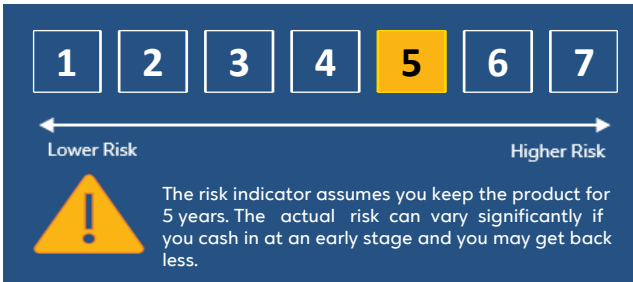 1 2 3 4 5 6 7
Lower Risk Higher Risk
The risk indicator assumes you keep the product for
5 years. The actual risk can vary significantly if
you cash in at an early stage and you may get back
less.